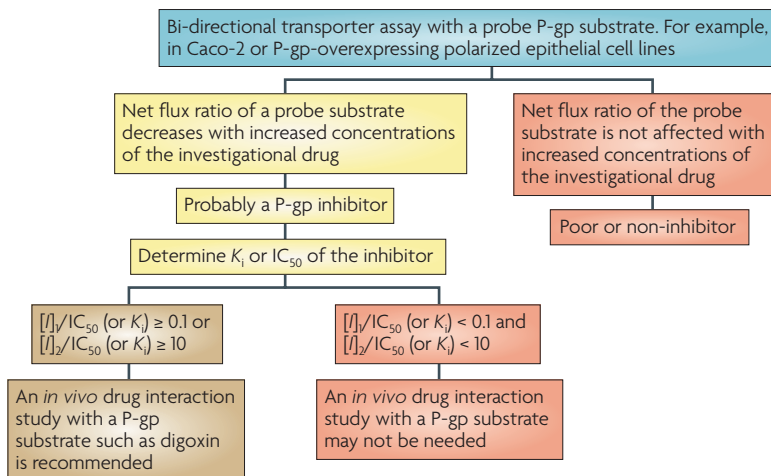 Bi-directional transporter assay with a probe P-gp substrate. For example,
in Caco-2 or P-gp-overexpressing polarized epithelial cell lines
Net flux ratio of a probe substrate
decreases with increased concentrations
of the investigational drug
Net flux ratio of the probe
substrate is not affected with
increased concentrations of
the investigational drug
Probably a P-gp inhibitor
Poor or non-inhibitor
Determine Ki or IC50 of the inhibitor
[I]1/IC50 (or Ki) ≥ 0.1 or
[I]2/IC50 (or Ki) ≥ 10
[I]1/IC50 (or Ki) < 0.1 and
[I]2/IC50 (or Ki) < 10
An in vivo drug interaction
study with a P-gp
substrate such as digoxin
is recommended
An in vivo drug interaction
study with a P-gp substrate
may not be needed